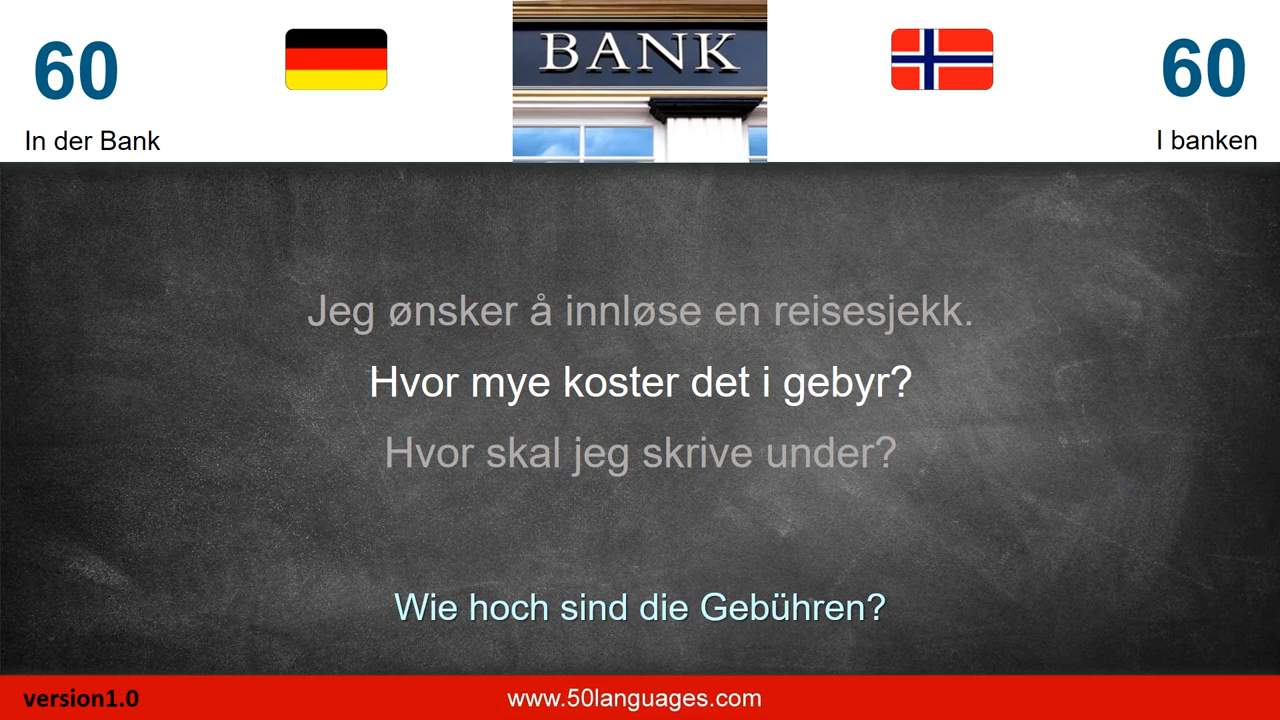 60
In der Bank
BANK
60
I banken
Jeg ønsker å innløse en reisesjekk.
Hvor mye koster det i gebyr?
Hvor skal jeg skrive under?
Wie hoch sind die Gebühren?
version1.0
www.50languages.com